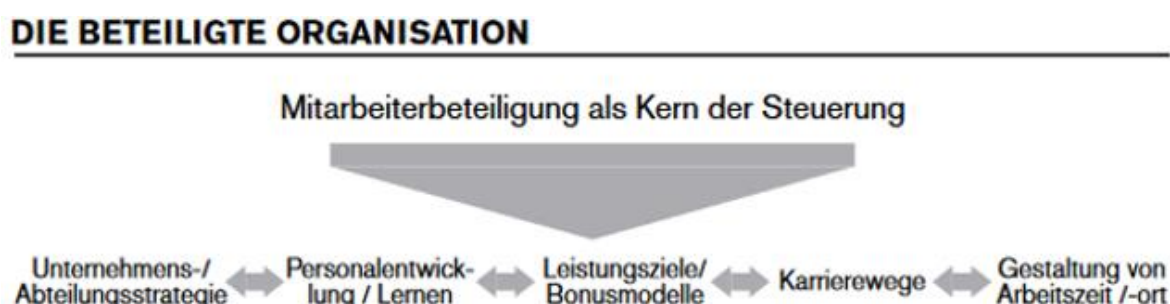 DIE BETEILIGTE ORGANISATION
Mitarbeiterbeteiligung als Kern der Steuerung
Unternehmens-/
Abteilungsstrategie
Personalentwick-
lung / Lernen
Leistungsziele/
Bonusmodelle
Karrierewege
Gestaltung von
Arbeitszeit /-ort